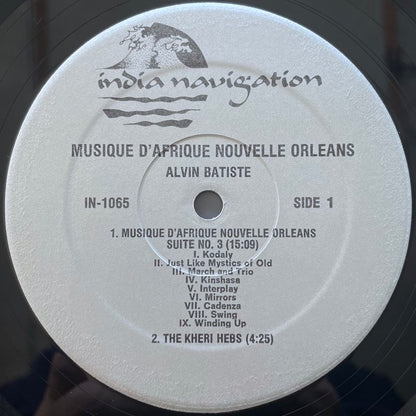 india navigation
MUSIQUE D'AFRIQUE NOUVELLE ORLEANS
ALVIN BATISTE
IN-1065 SIDE 1
1. MUSIQUE D'AFRIQUE NOUVELLE ORLEANS
SUITE NO. 3 (15:09)
I. Kodaly
II. Just Like Mystics of Old
III. March and Trio
IV. Kinshasa
V. Interplay
VI. Mirrors
VII. Cadenza
VIII. Swing
IX. Winding Up
2. THE KHERI HEBS (4:25)